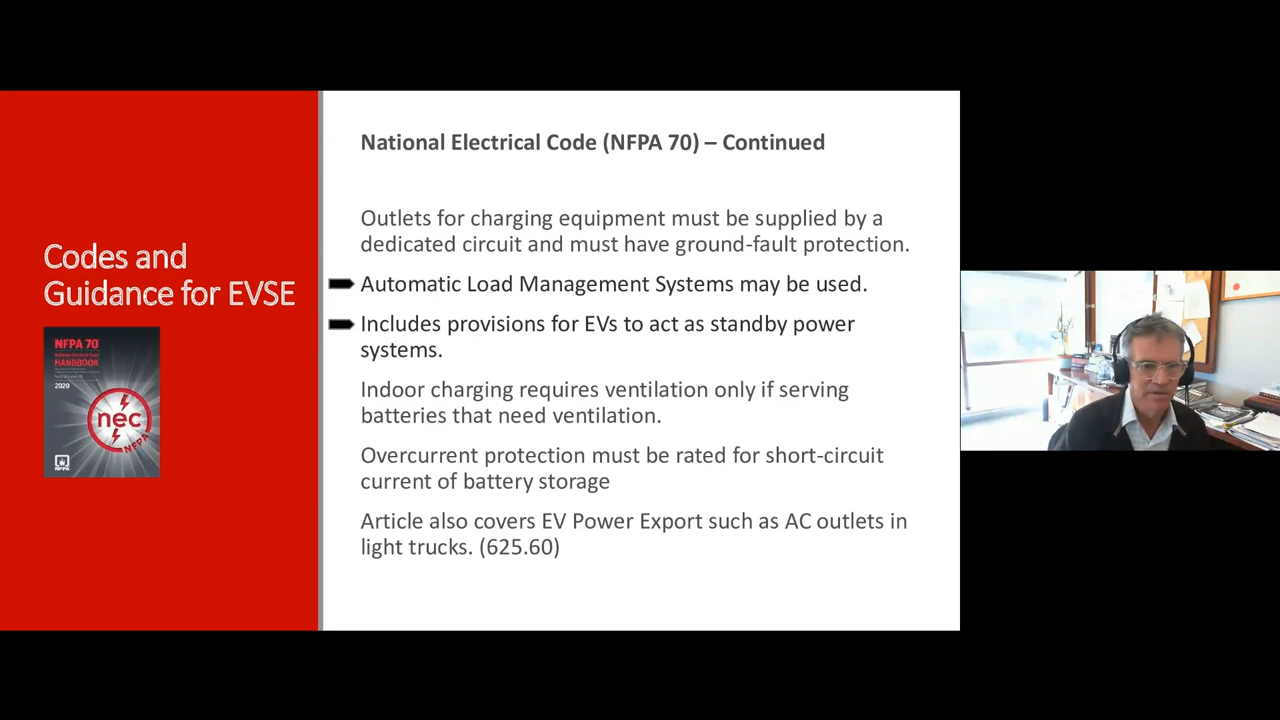 National Electrical Code (NFPA 70) – Continued
Outlets for charging equipment must be supplied by a
dedicated circuit and must have ground-fault protection.
Automatic Load Management Systems may be used.
Includes provisions for EVs to act as standby power
systems.
Indoor charging requires ventilation only if serving
batteries that need ventilation.
Overcurrent protection must be rated for short-circuit
current of battery storage
Article also covers EV Power Export such as AC outlets in
light trucks. (625.60)
Codes and
Guidance for EVSE
NFPA 70
HANDBOOK
2020
nec
NFPA
NFPA